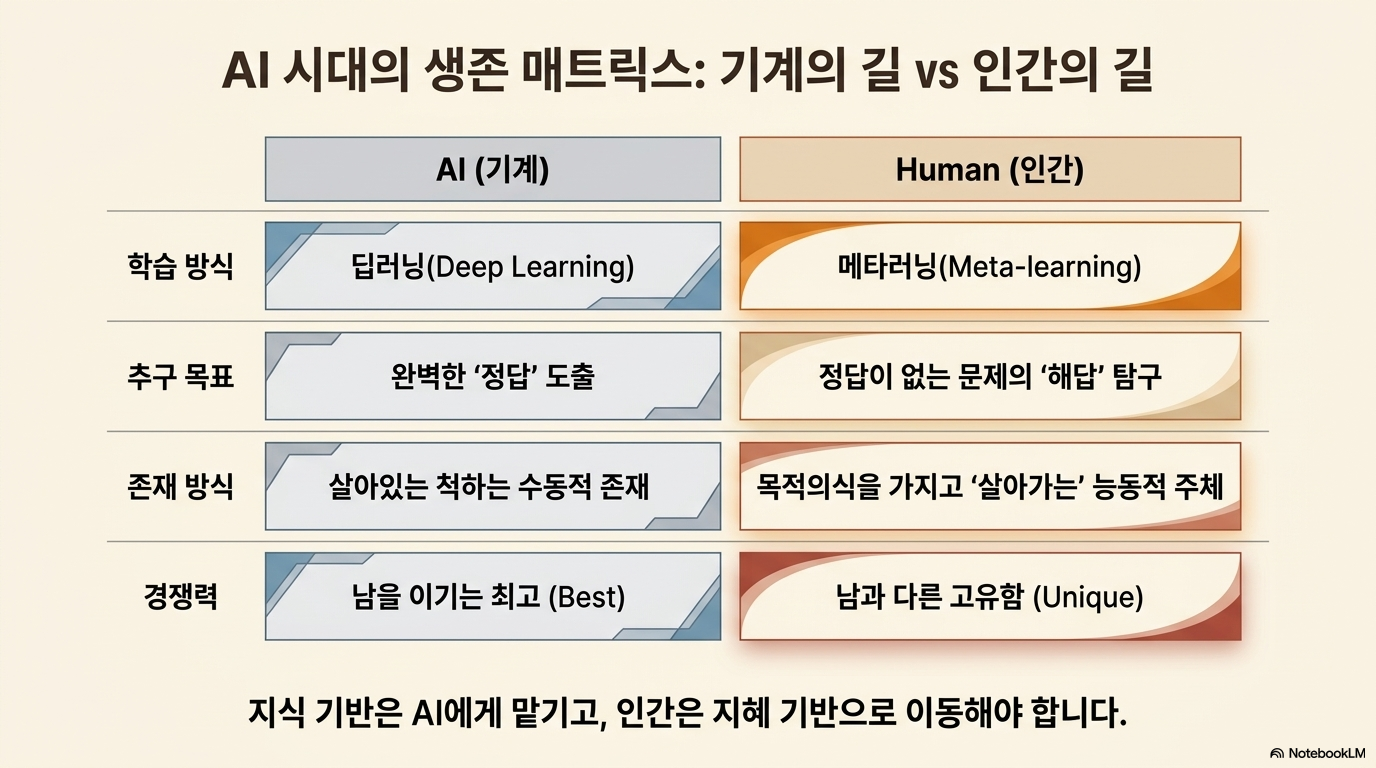 AI 시대의 생존 매트릭스: 기계의 길 vs 인간의 길
AI (기계)
Human (인간)
학습 방식
딥러닝(Deep Learning)
메타러닝(Meta-learning)
추구 목표
완벽한 ‘정답’ 도출
정답이 없는 문제의 ‘해답’ 탐구
존재 방식
살아있는 척하는 수동적 존재
목적의식을 가지고 ‘살아가는’ 능동적 주체
경쟁력
남을 이기는 최고 (Best)
남과 다른 고유함 (Unique)
지식 기반은 AI에게 맡기고, 인간은 지혜 기반으로 이동해야 합니다.
NotebookLM